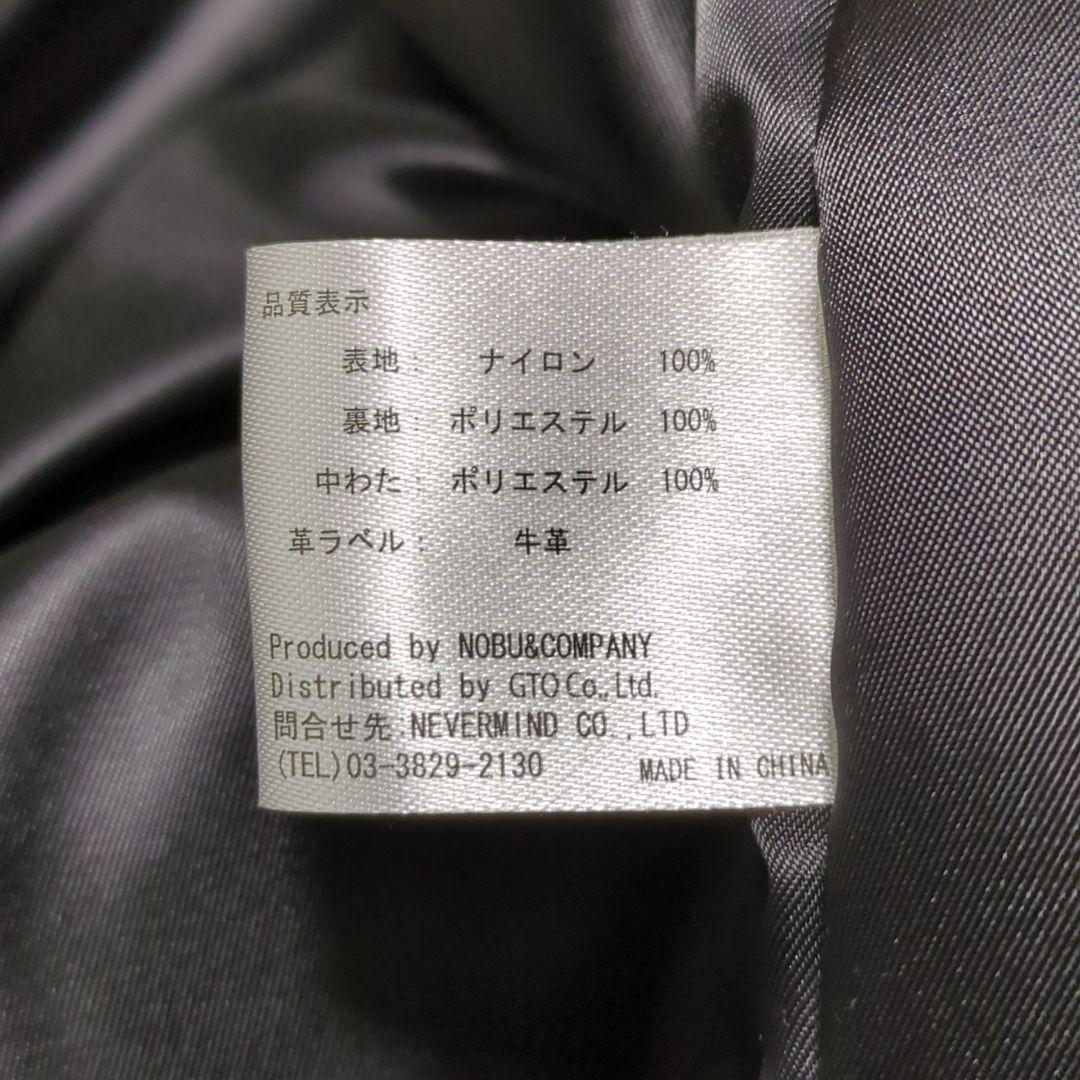 品質表示
表地： ナイロン 100%
裏地： ポリエステル 100%
中わた： ポリエステル 100%
革ラベル： 牛革
Produced by NOBU&COMPANY
Distributed by GTO Co.,Ltd.
問合せ先:NEVERMIND CO.,LTD
(TEL)03-3829-2130 MADE IN CHINA